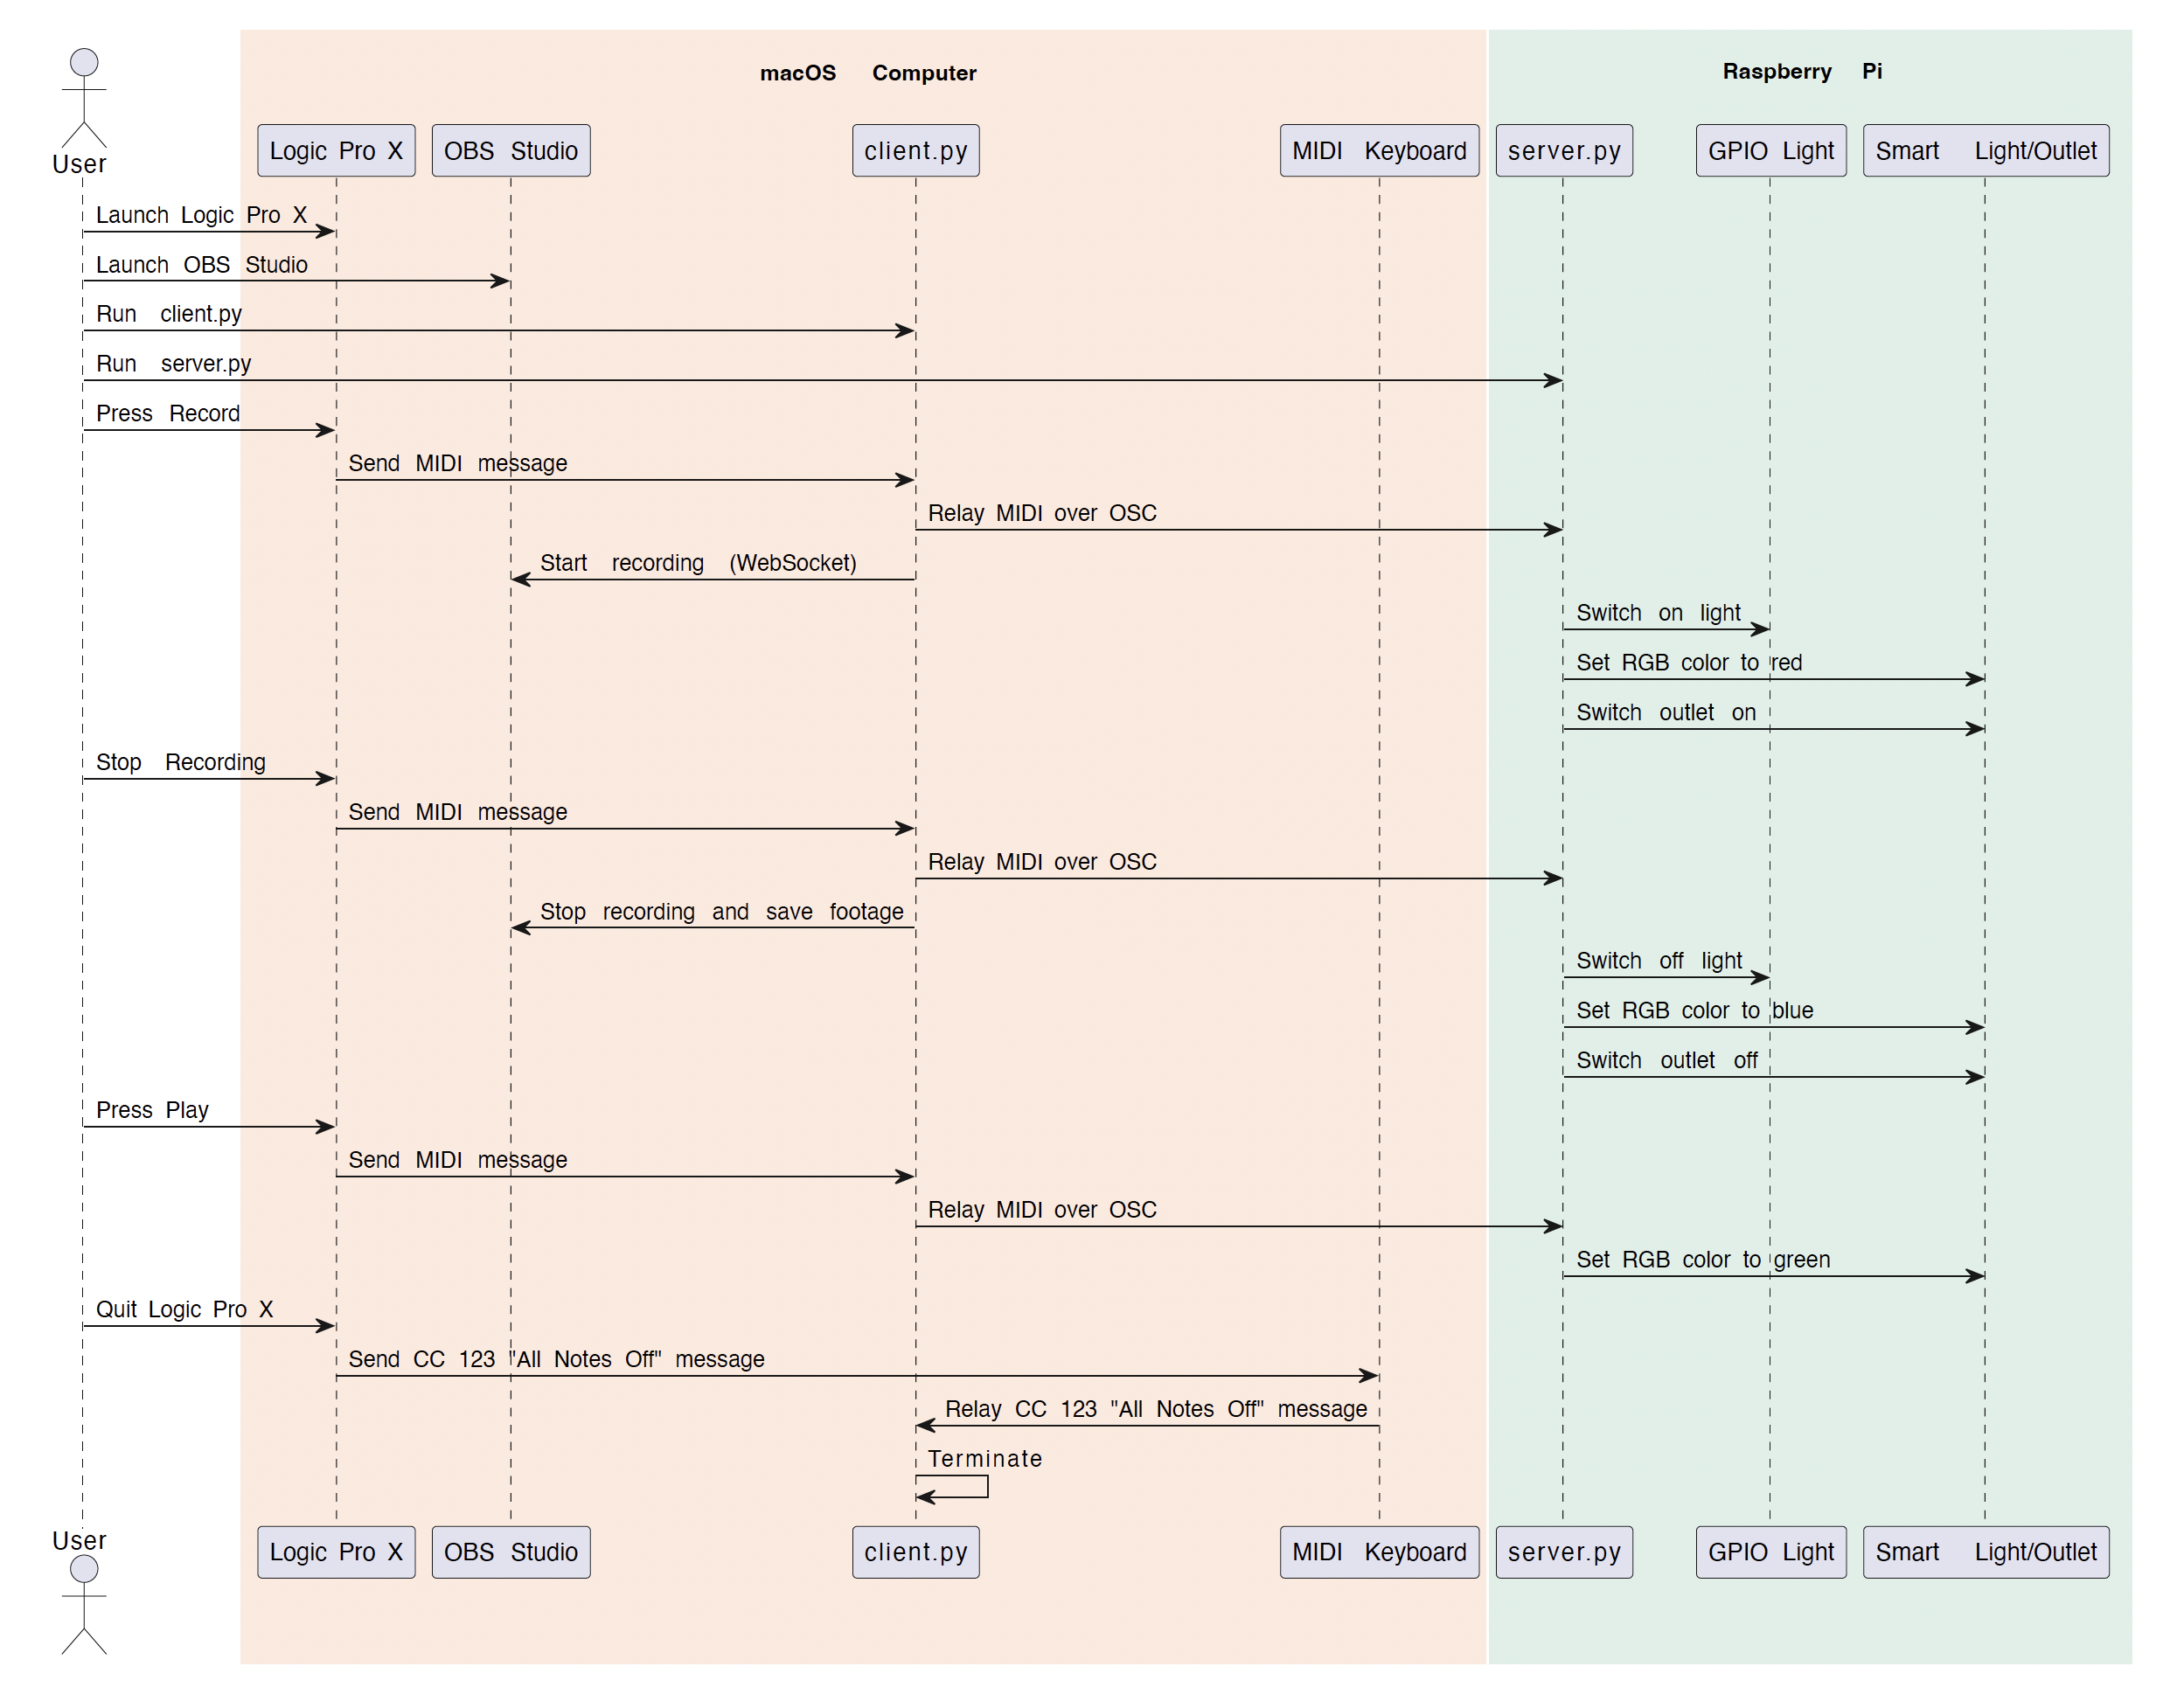 macOS Computer
Raspberry Pi
User
Logic Pro X
OBS Studio
client.py
MIDI Keyboard
server.py
GPIO Light
Smart Light/Outlet
Launch Logic Pro X
Launch OBS Studio
Run client.py
Run server.py
Press Record
Send MIDI message
Relay MIDI over OSC
Start recording (WebSocket)
Switch on light
Set RGB color to red
Switch outlet on
Stop Recording
Send MIDI message
Relay MIDI over OSC
Stop recording and save footage
Switch off light
Set RGB color to blue
Switch outlet off
Press Play
Send MIDI message
Relay MIDI over OSC
Set RGB color to green
Quit Logic Pro X
Send CC 123 "All Notes Off" message
Relay CC 123 "All Notes Off" message
Terminate
User
Logic Pro X
OBS Studio
client.py
MIDI Keyboard
server.py
GPIO Light
Smart Light/Outlet